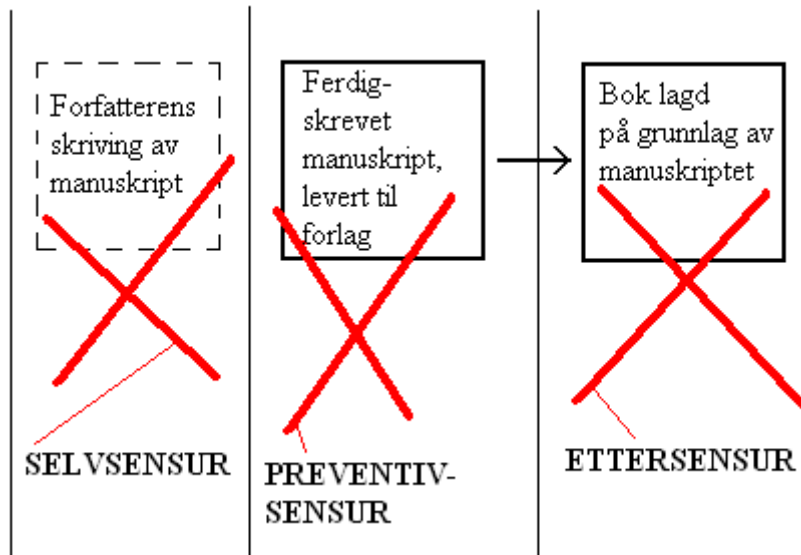 Forfatterens
skriving av
manuskript
SELVSENSUR
Ferdig-
skrevet
manuskript,
levert til
forlag
PREVENTIV-
SENSUR
Bok lagd
på grunnlag av
manuskriptet
ETTERSENSUR